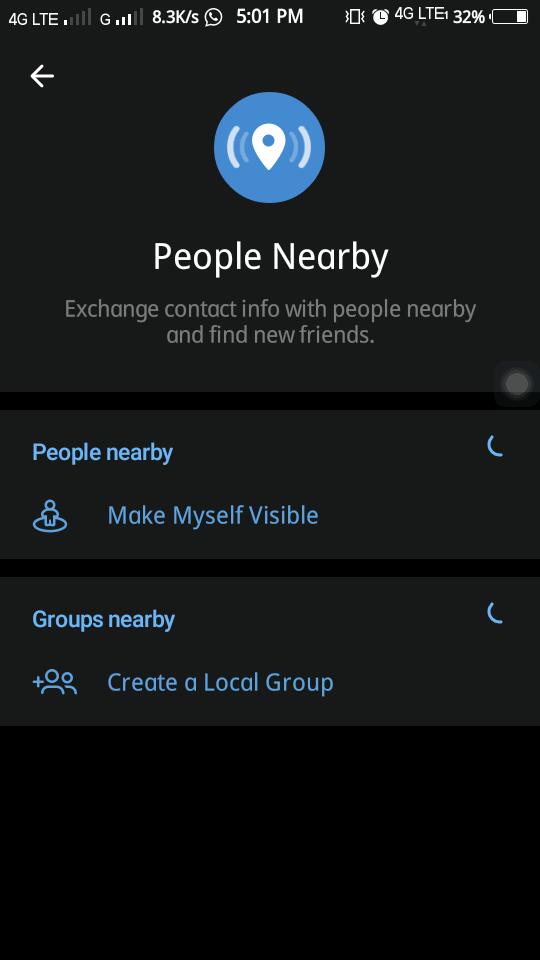 4G LTE G 8.3K/s 5:01 PM 4G LTE 32%
People Nearby
Exchange contact info with people nearby
and find new friends.
People nearby
Make Myself Visible
Groups nearby
Create a Local Group